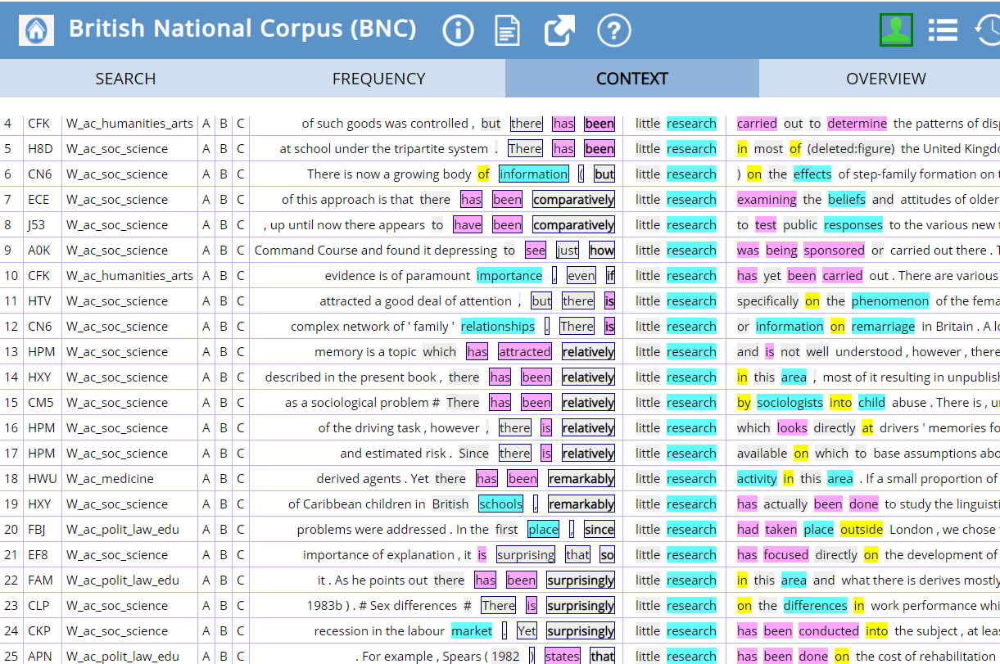 British National Corpus (BNC)
SEARCH FREQUENCY CONTEXT OVERVIEW
4 CFK W_ac_humanities_arts A B C of such goods was controlled , but there has been little research carried out to determine the patterns of disp
5 H8D W_ac_soc_science A B C at school under the tripartite system . There has been little research in most of (deleted:figure) the United Kingdo
6 CN6 W_ac_soc_science A B C There is now a growing body of information ( but little research ) on the effects of step-family formation on t
7 ECE W_ac_soc_science A B C of this approach is that there has been comparatively little research examining the beliefs and attitudes of older
8 J53 W_ac_soc_science A B C , up until now there appears to have been comparatively little research to test public responses to the various new
9 A0K W_ac_soc_science A B C Command Course and found it depressing to see just how little research was being sponsored or carried out there . T
10 CFK W_ac_humanities_arts A B C evidence is of paramount importance , even if little research has yet been carried out . There are various
11 HTV W_ac_soc_science A B C attracted a good deal of attention , but there is little research specifically on the phenomenon of the fema
12 CN6 W_ac_soc_science A B C complex network of ' family ' relationships . There is little research or information on remarriage in Britain . A lo
13 HPM W_ac_soc_science A B C memory is a topic which has attracted relatively little research and is not well understood , however , there
14 HXY W_ac_soc_science A B C described in the present book , there has been relatively little research in this area , most of it resulting in unpublish
15 CM5 W_ac_soc_science A B C as a sociological problem # There has been relatively little research by sociologists into child abuse . There is , u
16 HPM W_ac_soc_science A B C of the driving task , however , there is relatively little research which looks directly at drivers ' memories fo
17 HPM W_ac_soc_science A B C and estimated risk . Since there is relatively little research available on which to base assumptions abo
18 HWU W_ac_medicine A B C derived agents . Yet there has been remarkably little research activity in this area . If a small proportion of
19 HXY W_ac_soc_science A B C of Caribbean children in British schools , remarkably little research has actually been done to study the linguisti
20 FBJ W_ac_polit_law_edu A B C problems were addressed . In the first place , since little research had taken place outside London , we chose
21 EF8 W_ac_polit_law_edu A B C importance of explanation , it is surprising that so little research has focused directly on the development of
22 FAM W_ac_polit_law_edu A B C it . As he points out there has been surprisingly little research in this area and what there is derives mostly
23 CLP W_ac_soc_science A B C 1983b ) . # Sex differences # There is surprisingly little research on the differences in work performance whi
24 CKP W_ac_soc_science A B C recession in the labour market . Yet surprisingly little research has been conducted into the subject , at leas
25 APN W_ac_polit_law_edu A B C . For example , Spears ( 1982 ) states that little research has been done on the cost of rehabilitation